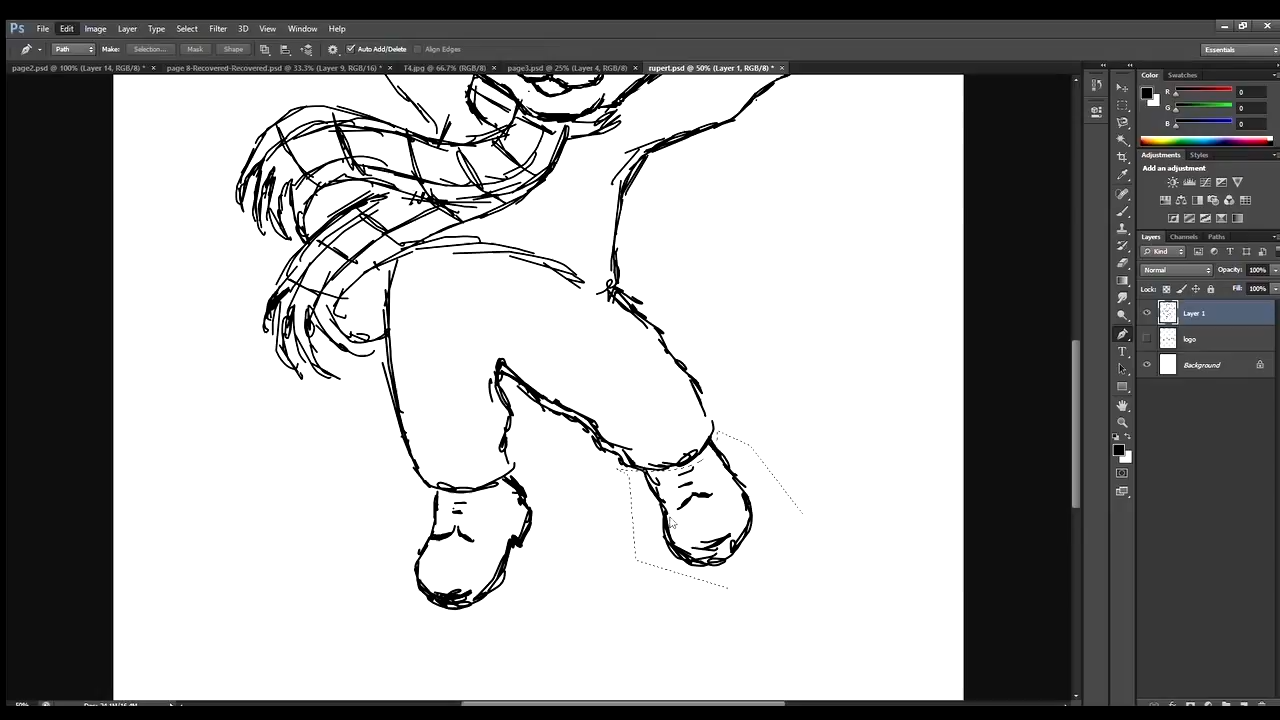 Ps File Edit Image Layer Type Select Filter 3D View Window Help
Path Make: Selection... Mask Shape Auto Add/Delete Align Edges Essentials
page2.psd @ 100% (Layer 14, RGB/8) * × page 8-Recovered-Recovered.psd @ 33.3% (Layer 9, RGB/16) * × T4.jpg @ 66.7% (RGB/8) × page3.psd @ 25% (Layer 4, RGB/8) × rupert.psd @ 50% (Layer 1, RGB/8) * ×
Color Swatches
R 0
G 0
B 0
Adjustments Styles
Add an adjustment
Layers Channels Paths
Kind
Normal Opacity: 100%
Lock: Fill: 100%
Layer 1
logo
Background